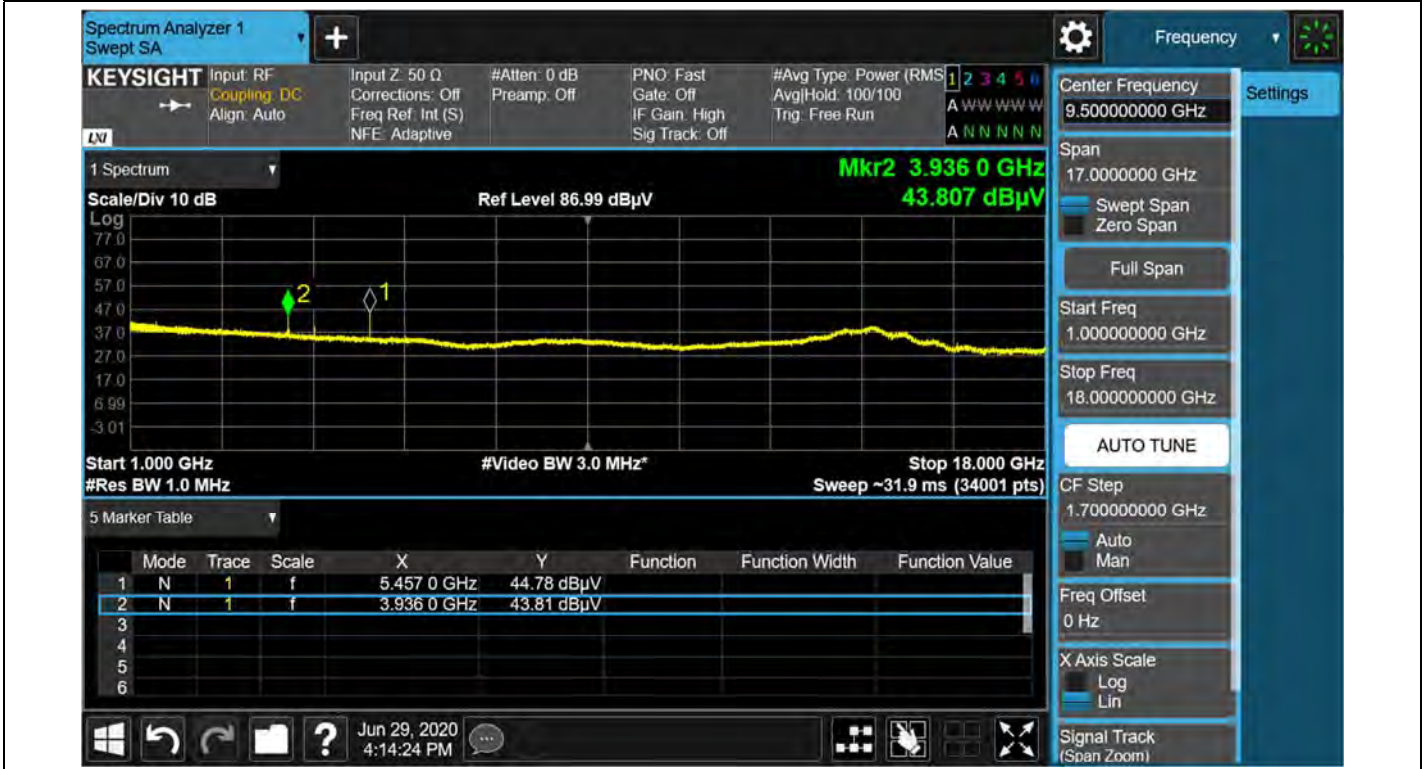 Spectrum Analyzer 1
Swept SA
+
Frequency
KEYSIGHT
LXI
Input: RF
Coupling: DC
Align: Auto
Input Z: 50 Ω
Corrections: Off
Freq Ref: Int (S)
NFE: Adaptive
#Atten: 0 dB
Preamp: Off
PNO: Fast
Gate: Off
IF Gain: High
Sig Track: Off
#Avg Type: Power (RMS
Avg|Hold: 100/100
Trig: Free Run
1 2 3 4 5 6
A W W W W W
A N N N N N
1 Spectrum
Mkr2 3.936 0 GHz
Scale/Div 10 dB
Ref Level 86.99 dBµV
43.807 dBµV
Log
77.0
67.0
57.0
47.0
37.0
27.0
17.0
6.99
-3.01
2
1
Start 1.000 GHz
#Video BW 3.0 MHz*
Stop 18.000 GHz
#Res BW 1.0 MHz
Sweep ~31.9 ms (34001 pts)
5 Marker Table
Mode Trace Scale X Y Function Function Width Function Value
1 N 1 f 5.457 0 GHz 44.78 dBµV
2 N 1 f 3.936 0 GHz 43.81 dBµV
3
4
5
6
?
Jun 29, 2020
4:14:24 PM
Center Frequency
9.500000000 GHz
Settings
Span
17.0000000 GHz
Swept Span
Zero Span
Full Span
Start Freq
1.000000000 GHz
Stop Freq
18.000000000 GHz
AUTO TUNE
CF Step
1.700000000 GHz
Auto
Man
Freq Offset
0 Hz
X Axis Scale
Log
Lin
Signal Track
(Span Zoom)